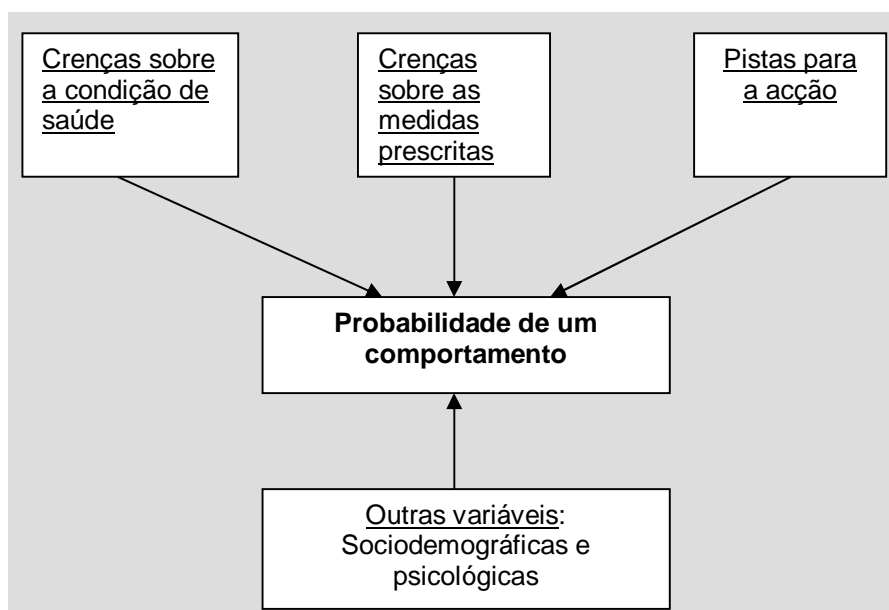 Crenças sobre
a condição de
saúde
Crenças
sobre as
medidas
prescritas
Pistas para
a acção
Probabilidade de um
comportamento
Outras variáveis:
Sociodemográficas e
psicológicas